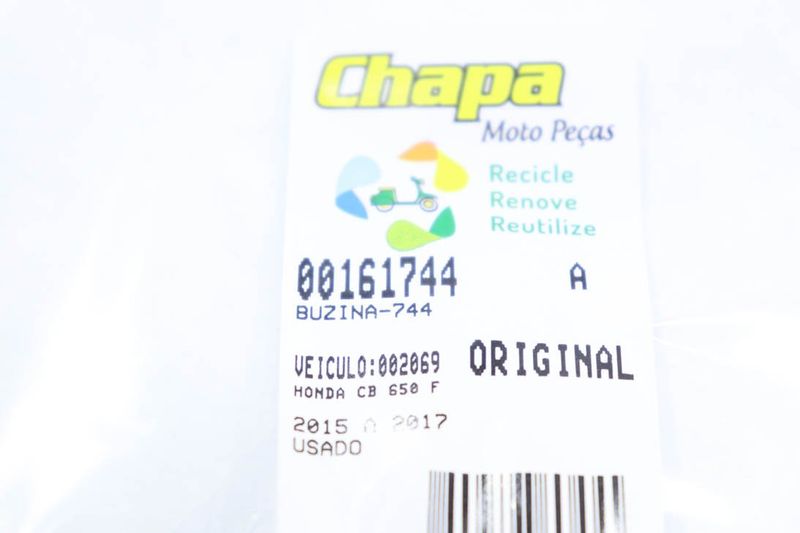 Chapa
Moto Peças
Recicle
Renove
Reutilize
00161744 A
BUZINA-744
VEICULO:002069 ORIGINAL
HONDA CB 650 F
2015 A 2017
USADO